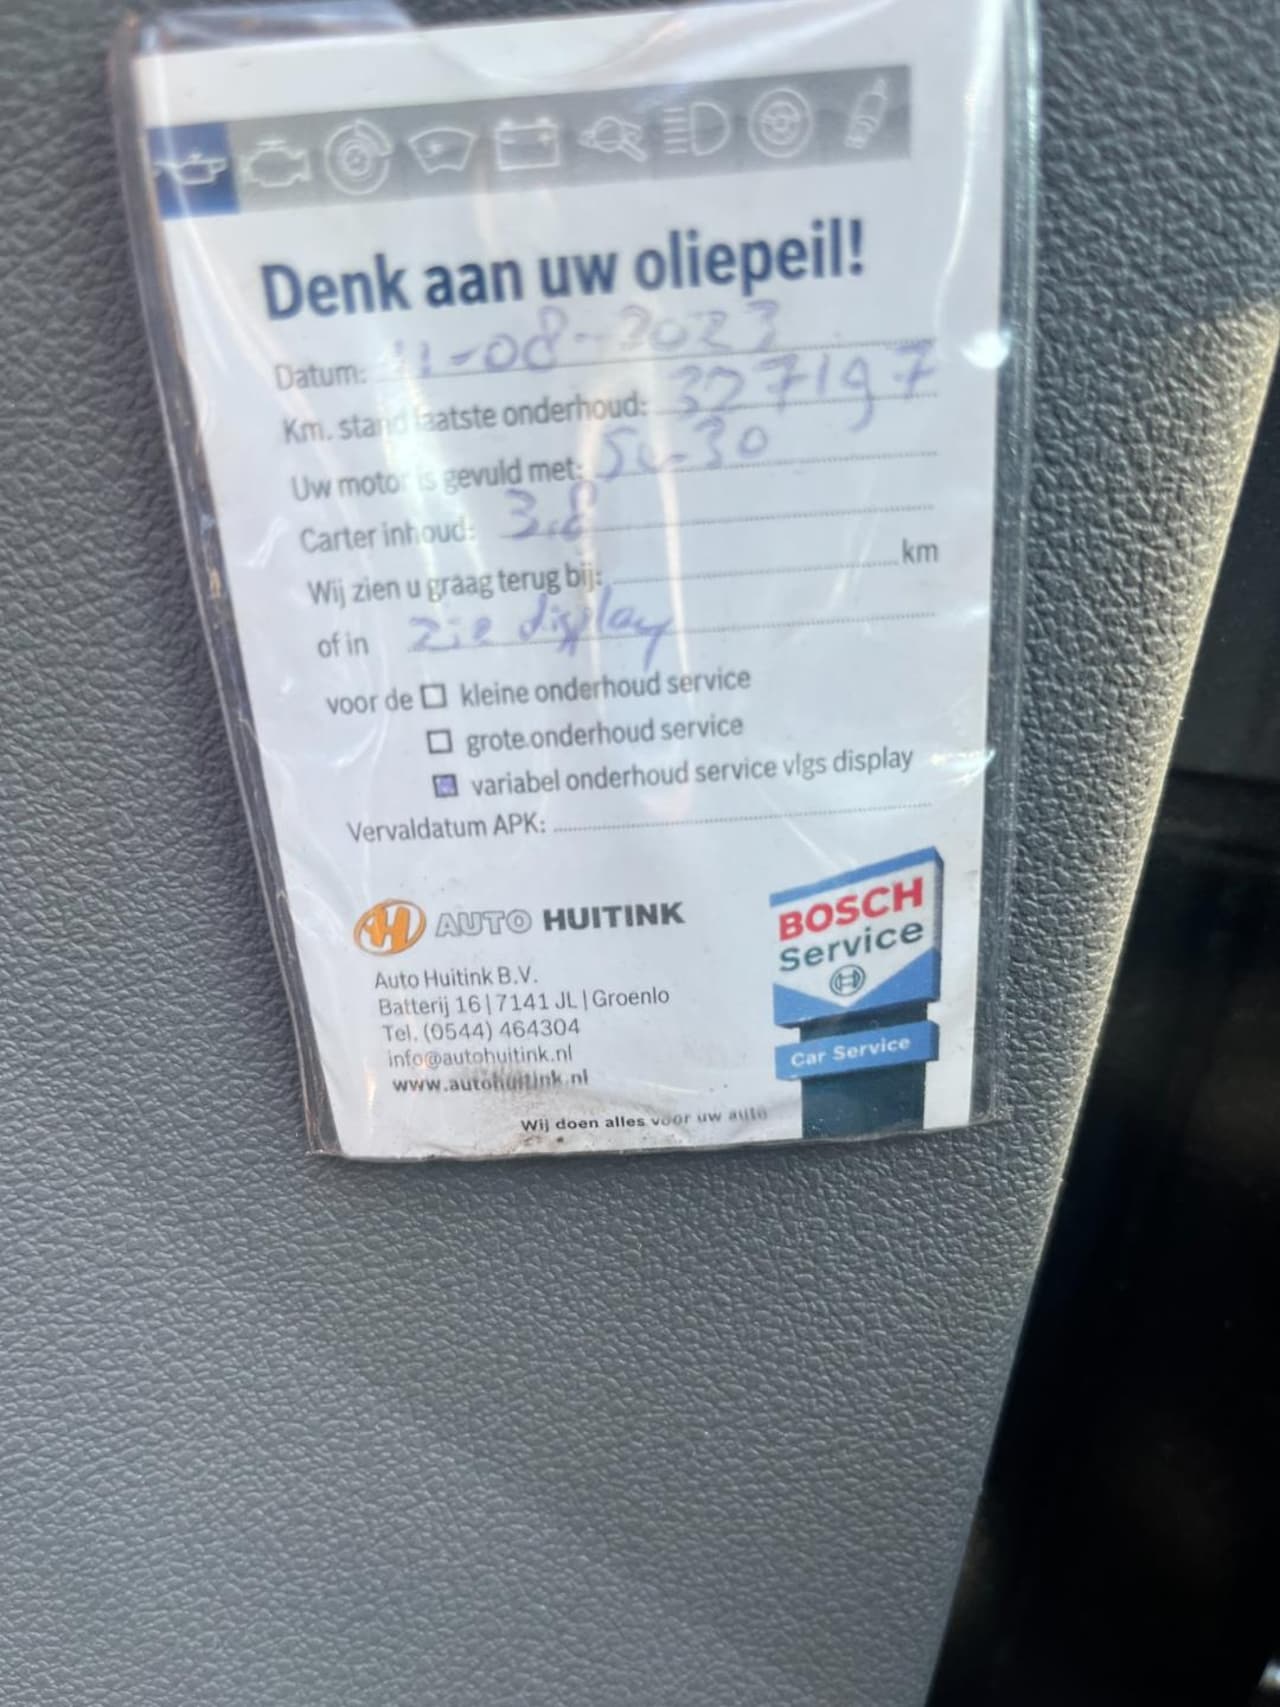 Denk aan uw oliepeil!
Datum: 11-08-2023
Km. stand laatste onderhoud: 327197
Uw motor is gevuld met: 5w30
Carter inhoud: 3.8
Wij zien u graag terug bij: km
of in zie display
voor de ☐ kleine onderhoud service
☐ grote onderhoud service
☒ variabel onderhoud service vlgs display
Vervaldatum APK:
AUTO HUITINK
Auto Huitink B.V.
Batterij 16 | 7141 JL | Groenlo
Tel. (0544) 464304
info@autohuitink.nl
www.autohuitink.nl
Wij doen alles voor uw auto
BOSCH
Service
Car Service